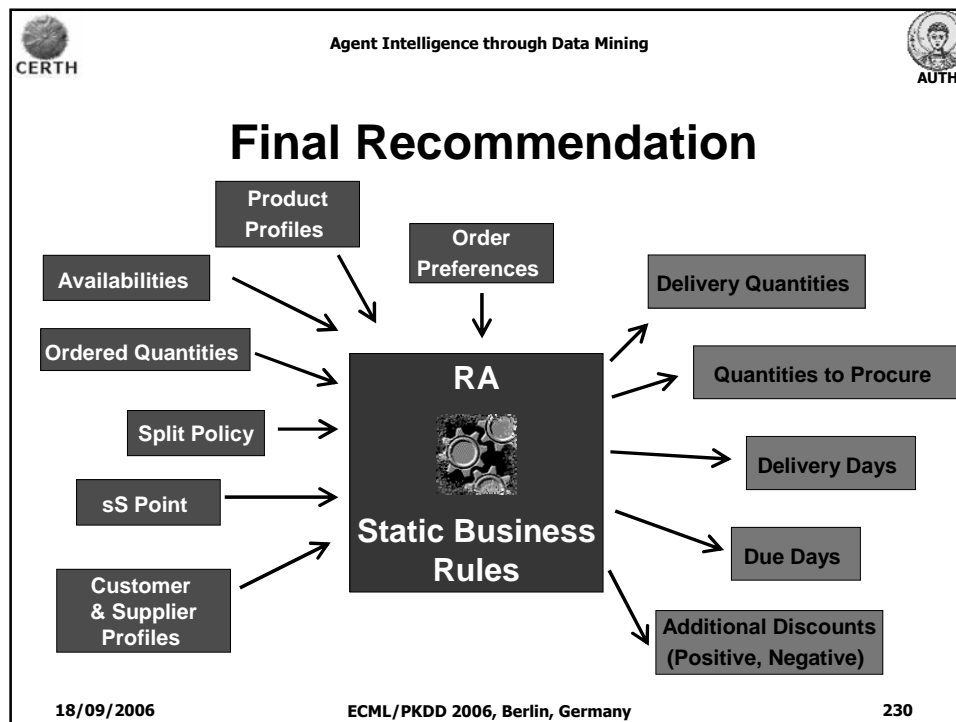 Agent Intelligence through Data Mining
CERTH
AUTH
Final Recommendation
Product
Profiles
Order
Preferences
Availabilities
Delivery Quantities
Ordered Quantities
RA
Quantities to Procure
Split Policy
Delivery Days
sS Point
Static Business
Rules
Due Days
Customer
& Supplier
Profiles
Additional Discounts
(Positive, Negative)
18/09/2006
ECML/PKDD 2006, Berlin, Germany
230